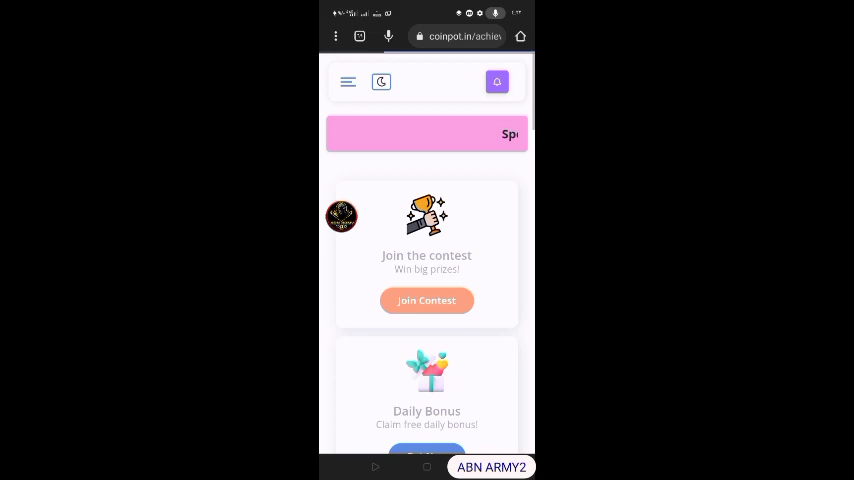 coinpot.in/achiev
Sp
Join the contest
Win big prizes!
Join Contest
Daily Bonus
Claim free daily bonus!
ABN ARMY2